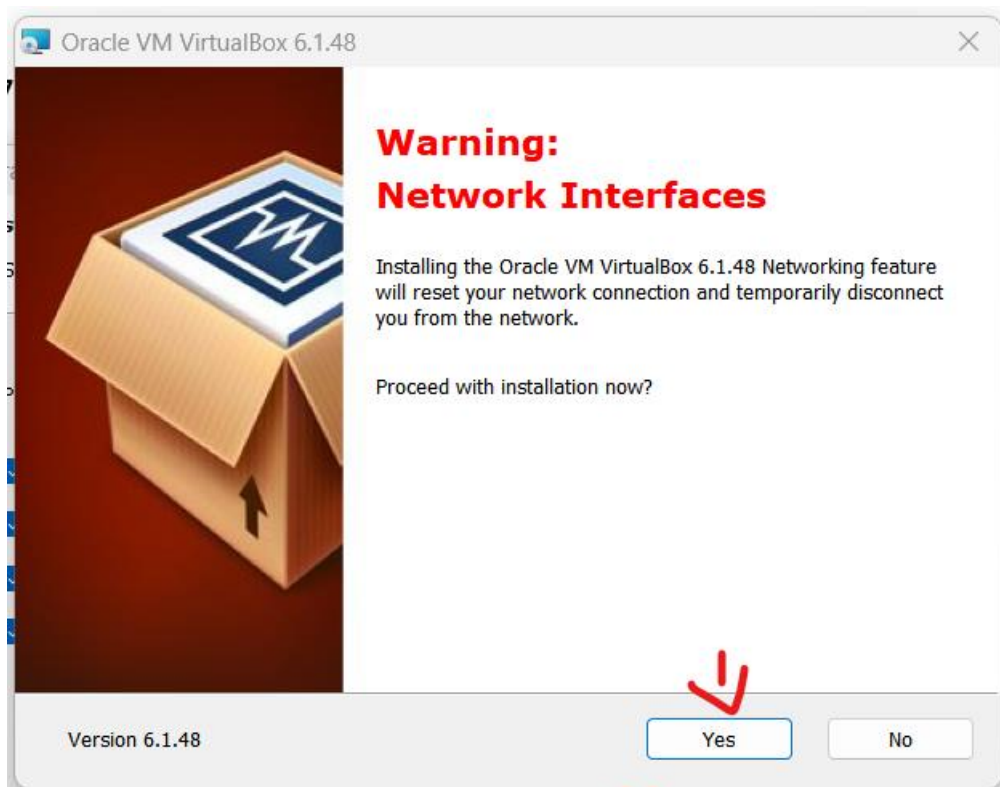 Oracle VM VirtualBox 6.1.48
Warning:
Network Interfaces
Installing the Oracle VM VirtualBox 6.1.48 Networking feature
will reset your network connection and temporarily disconnect
you from the network.
Proceed with installation now?
Version 6.1.48
Yes
No